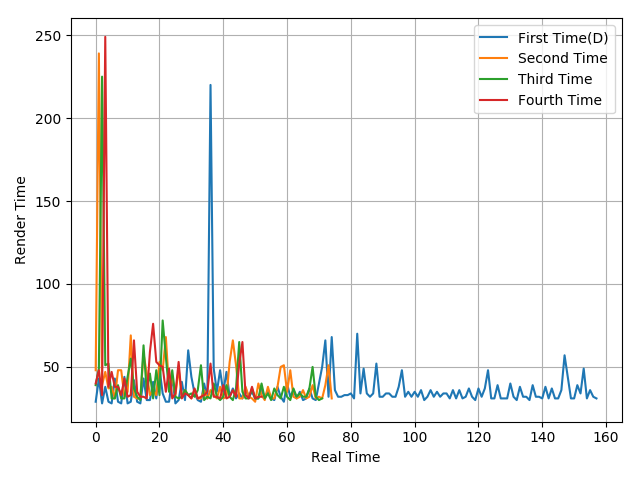 250
200
150
100
50
Render Time
0
20
40
60
80
100
120
140
160
Real Time
First Time(D)
Second Time
Third Time
Fourth Time